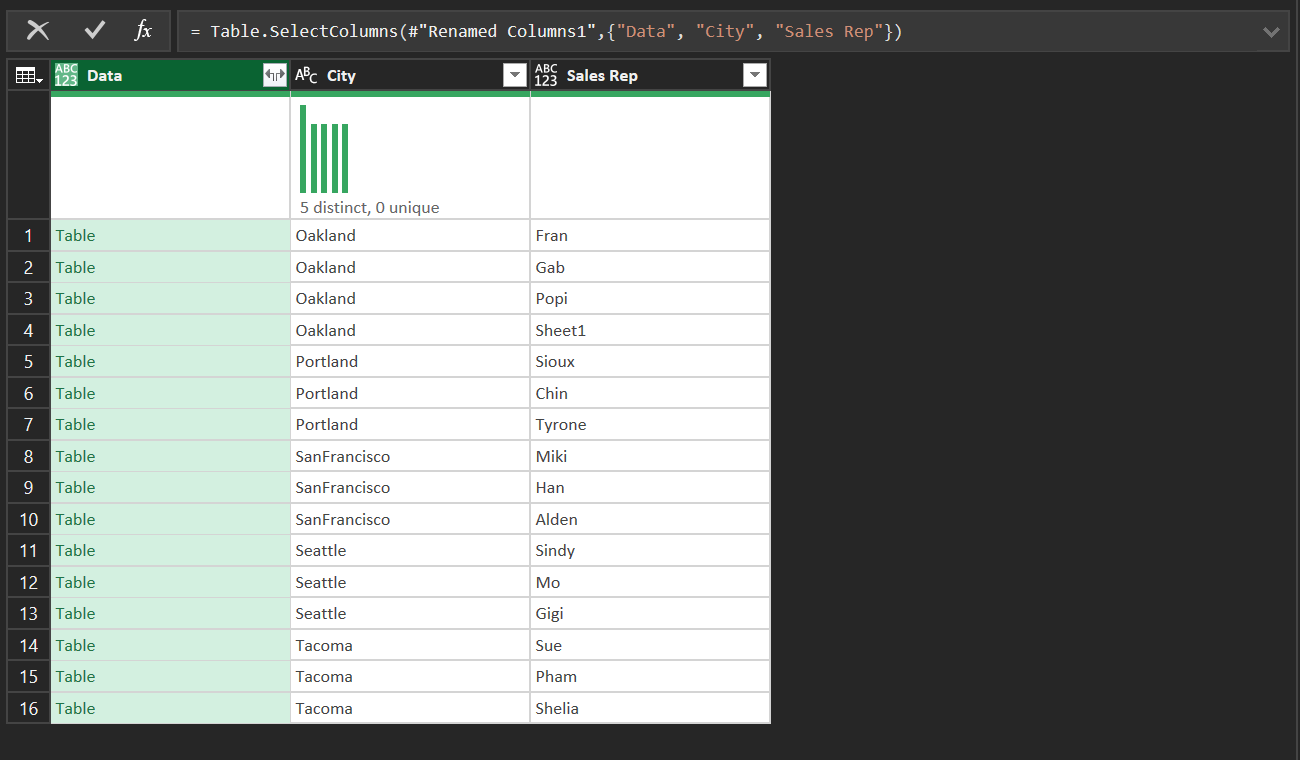 fx = Table.SelectColumns(#"Renamed Columns1",{"Data", "City", "Sales Rep"})
ABC 123 Data ABC City ABC 123 Sales Rep
5 distinct, 0 unique
1 Table Oakland Fran
2 Table Oakland Gab
3 Table Oakland Popi
4 Table Oakland Sheet1
5 Table Portland Sioux
6 Table Portland Chin
7 Table Portland Tyrone
8 Table SanFrancisco Miki
9 Table SanFrancisco Han
10 Table SanFrancisco Alden
11 Table Seattle Sindy
12 Table Seattle Mo
13 Table Seattle Gigi
14 Table Tacoma Sue
15 Table Tacoma Pham
16 Table Tacoma Shelia